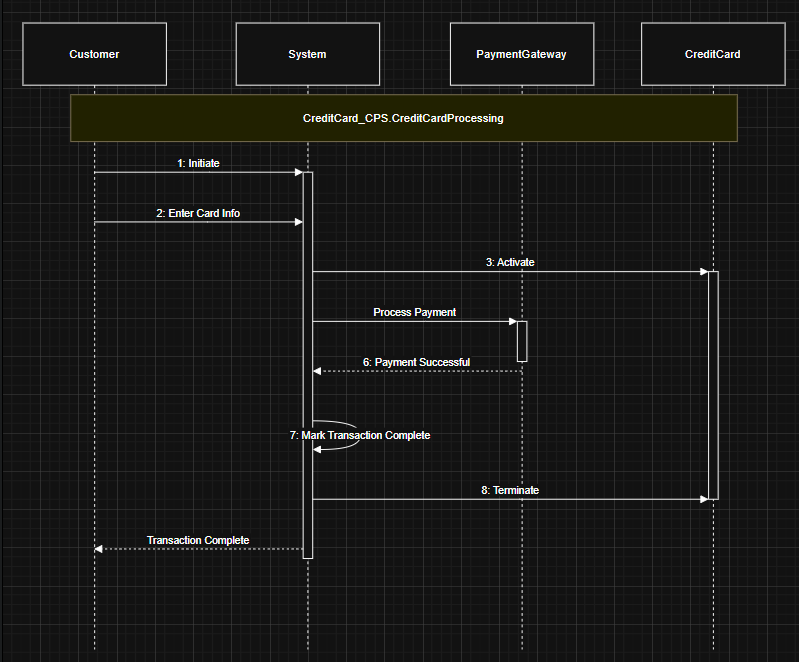 Customer
System
PaymentGateway
CreditCard
CreditCard_CPS.CreditCardProcessing
1: Initiate
2: Enter Card Info
3: Activate
Process Payment
6: Payment Successful
7: Mark Transaction Complete
8: Terminate
Transaction Complete